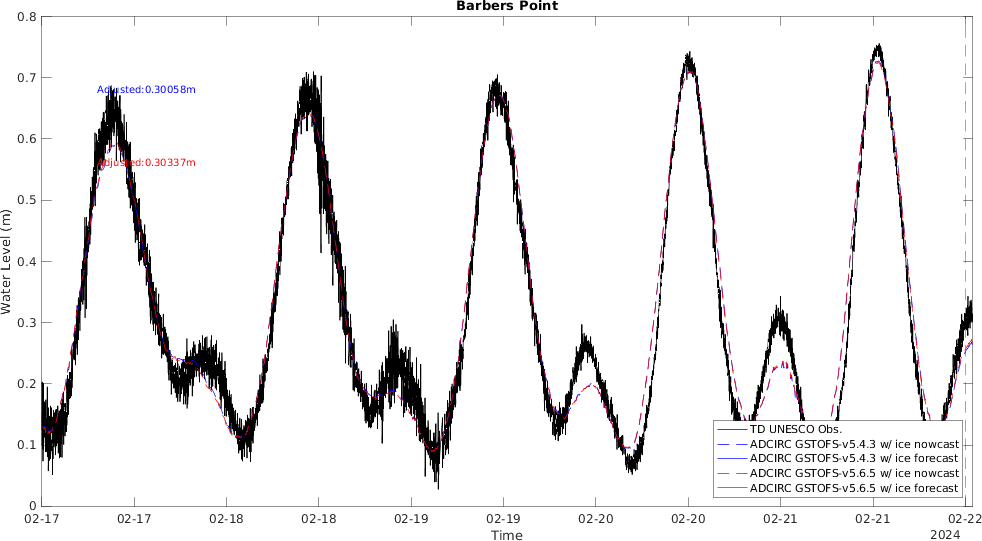 Barbers Point
0.8
0.7
0.6
0.5
0.4
0.3
0.2
0.1
0
Water Level (m)
Adjusted:0.30058m
Adjusted:0.30337m
TD UNESCO Obs.
ADCIRC GSTOFS-v5.4.3 w/ ice nowcast
ADCIRC GSTOFS-v5.4.3 w/ ice forecast
ADCIRC GSTOFS-v5.6.5 w/ ice nowcast
ADCIRC GSTOFS-v5.6.5 w/ ice forecast
02-17 02-17 02-18 02-18 02-19 02-19 02-20 02-20 02-21 02-21 02-22
Time
2024